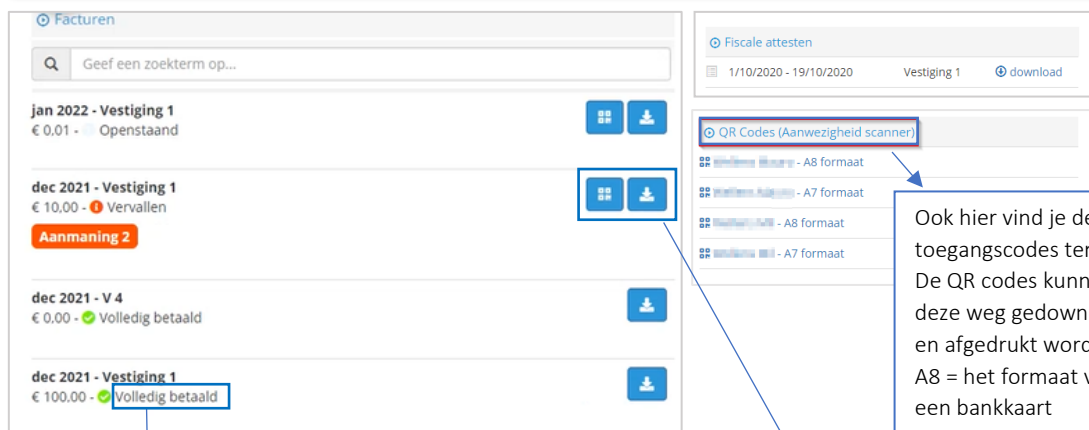 Facturen
Geef een zoekterm op...
jan 2022 - Vestiging 1
€ 0,01 - Openstaand
dec 2021 - Vestiging 1
€ 10,00 - Vervallen
Aanmaning 2
dec 2021 - V 4
€ 0,00 - Volledig betaald
dec 2021 - Vestiging 1
€ 100,00 - Volledig betaald
Fiscale attesten
1/10/2020 - 19/10/2020 Vestiging 1 download
QR Codes (Aanwezigheid scanner)
- A8 formaat
- A7 formaat
- A8 formaat
- A7 formaat
Ook hier vind je de
toegangscodes ter
De QR codes kunn
deze weg gedown
en afgedrukt word
A8 = het formaat v
een bankkaart